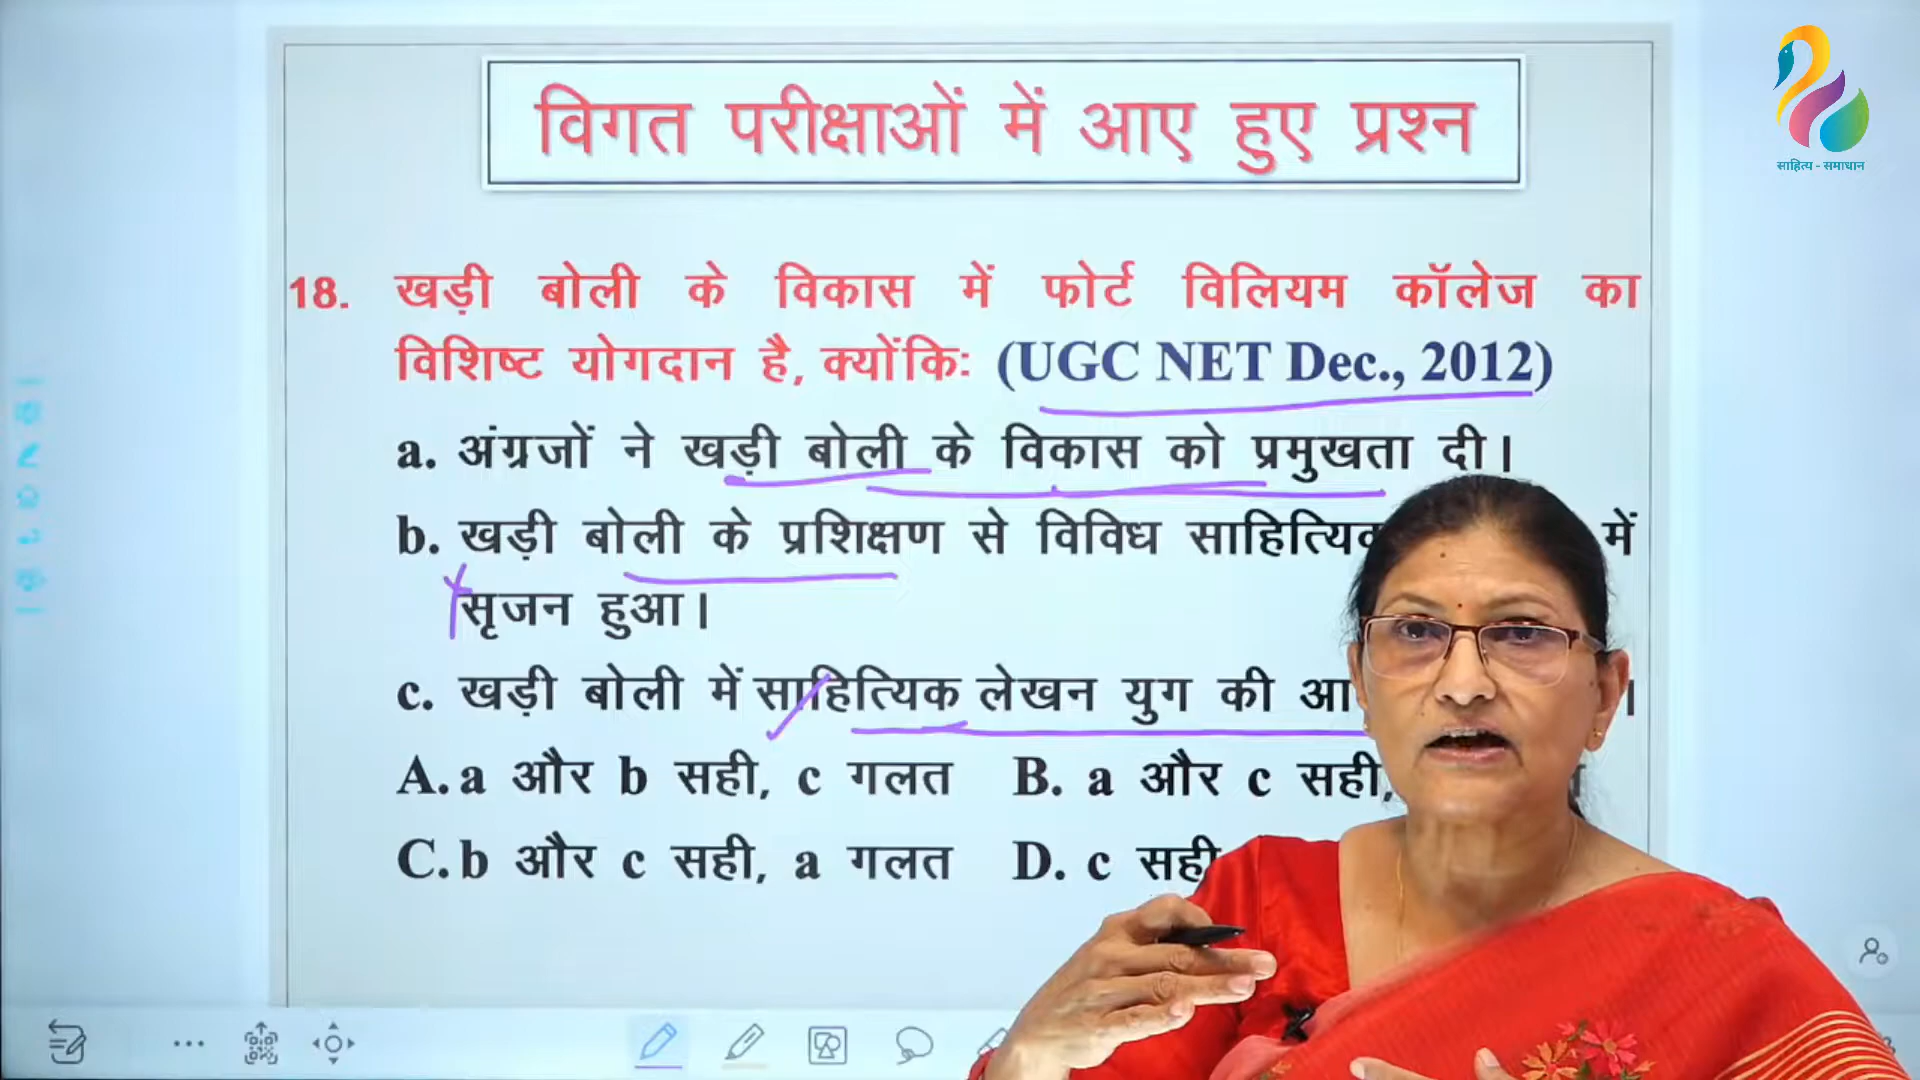 विगत परीक्षाओं में आए हुए प्रश्न
साहित्य - समाधान
18. खड़ी बोली के विकास में फोर्ट विलियम कॉलेज का
विशिष्ट योगदान है, क्योंकिः (UGC NET Dec., 2012)
a. अंग्रजों ने खड़ी बोली के विकास को प्रमुखता दी।
b. खड़ी बोली के प्रशिक्षण से विविध में
सृजन हुआ।
c. खड़ी बोली में साहित्यिक लेखन युग की
A. a और b सही, c गलत B. a और c सही,
C. b और c सही, a गलत D. c सही